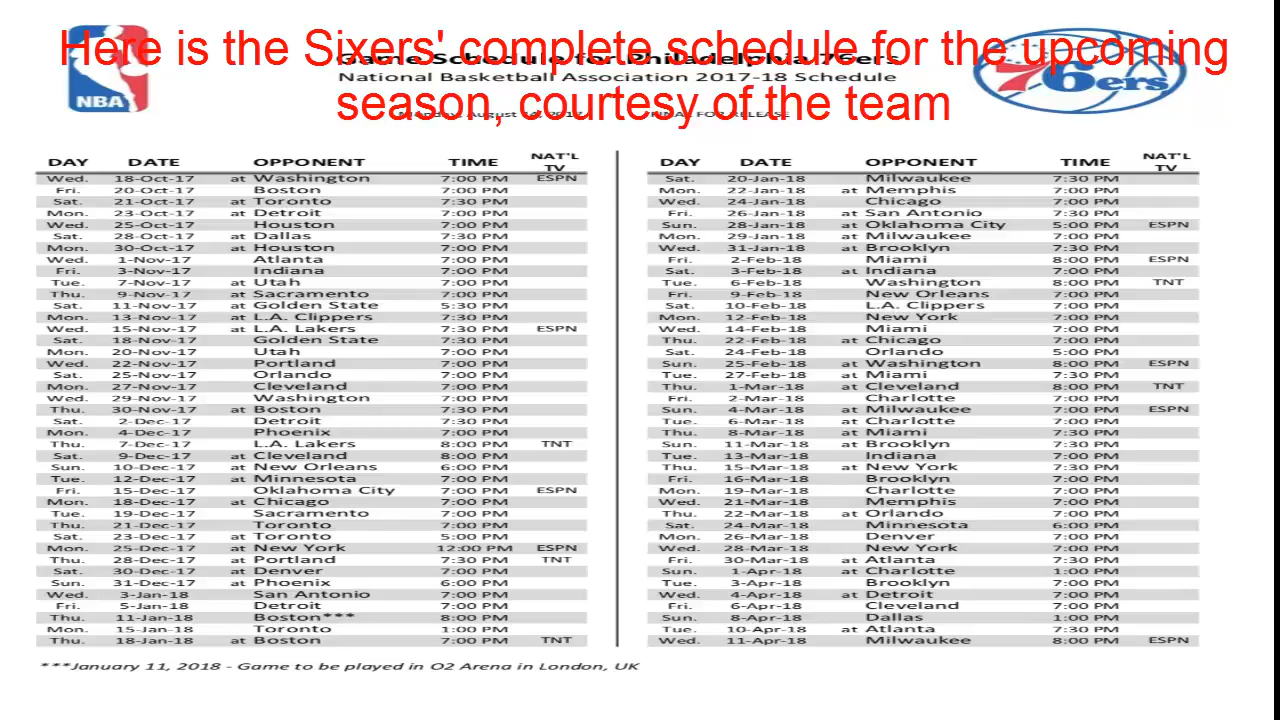 Here is the Sixers' complete schedule for the upcoming
season, courtesy of the team
Game Schedule for Philadelphia 76ers
National Basketball Association 2017-18 Schedule
NBA
76ers
DAY DATE OPPONENT TIME NAT'L TV
Wed. 18-Oct-17 at Washington 7:00 PM ESPN
Fri. 20-Oct-17 Boston 7:00 PM
Sat. 21-Oct-17 at Toronto 7:30 PM
Mon. 23-Oct-17 at Detroit 7:00 PM
Wed. 25-Oct-17 Houston 7:00 PM
Sat. 28-Oct-17 at Dallas 7:30 PM
Mon. 30-Oct-17 at Houston 7:00 PM
Wed. 1-Nov-17 Atlanta 7:00 PM
Fri. 3-Nov-17 Indiana 7:00 PM
Tue. 7-Nov-17 at Utah 7:00 PM
Thu. 9-Nov-17 at Sacramento 7:00 PM
Sat. 11-Nov-17 at Golden State 5:30 PM
Mon. 13-Nov-17 at L.A. Clippers 7:30 PM
Wed. 15-Nov-17 at L.A. Lakers 7:30 PM ESPN
Sat. 18-Nov-17 Golden State 7:30 PM
Mon. 20-Nov-17 Utah 7:00 PM
Wed. 22-Nov-17 Portland 7:00 PM
Sat. 25-Nov-17 Orlando 7:00 PM
Mon. 27-Nov-17 Cleveland 7:00 PM
Wed. 29-Nov-17 Washington 7:00 PM
Thu. 30-Nov-17 at Boston 7:30 PM
Sat. 2-Dec-17 Detroit 7:30 PM
Mon. 4-Dec-17 Phoenix 7:00 PM
Thu. 7-Dec-17 L.A. Lakers 8:00 PM TNT
Sat. 9-Dec-17 at Cleveland 8:00 PM
Sun. 10-Dec-17 at New Orleans 6:00 PM
Tue. 12-Dec-17 at Minnesota 7:00 PM
Fri. 15-Dec-17 Oklahoma City 7:00 PM ESPN
Mon. 18-Dec-17 at Chicago 7:00 PM
Tue. 19-Dec-17 Sacramento 7:00 PM
Thu. 21-Dec-17 Toronto 7:00 PM
Sat. 23-Dec-17 at Toronto 5:00 PM
Mon. 25-Dec-17 at New York 12:00 PM ESPN
Thu. 28-Dec-17 at Portland 7:30 PM TNT
Sat. 30-Dec-17 at Denver 7:00 PM
Sun. 31-Dec-17 at Phoenix 6:00 PM
Wed. 3-Jan-18 San Antonio 7:00 PM
Fri. 5-Jan-18 Detroit 7:00 PM
Thu. 11-Jan-18 Boston*** 8:00 PM
Mon. 15-Jan-18 Toronto 1:00 PM
Thu. 18-Jan-18 at Boston 7:00 PM TNT
DAY DATE OPPONENT TIME NAT'L TV
Sat. 20-Jan-18 Milwaukee 7:30 PM
Mon. 22-Jan-18 at Memphis 7:00 PM
Wed. 24-Jan-18 Chicago 7:00 PM
Fri. 26-Jan-18 at San Antonio 7:30 PM
Sun. 28-Jan-18 at Oklahoma City 5:00 PM ESPN
Mon. 29-Jan-18 at Milwaukee 7:00 PM
Wed. 31-Jan-18 at Brooklyn 7:30 PM
Fri. 2-Feb-18 Miami 8:00 PM ESPN
Sat. 3-Feb-18 at Indiana 7:00 PM
Tue. 6-Feb-18 Washington 8:00 PM TNT
Fri. 9-Feb-18 New Orleans 7:00 PM
Sat. 10-Feb-18 L.A. Clippers 7:00 PM
Mon. 12-Feb-18 New York 7:00 PM
Wed. 14-Feb-18 Miami 7:00 PM
Thu. 22-Feb-18 at Chicago 7:00 PM
Sat. 24-Feb-18 Orlando 5:00 PM
Sun. 25-Feb-18 at Washington 8:00 PM ESPN
Tue. 27-Feb-18 at Miami 7:30 PM
Thu. 1-Mar-18 at Cleveland 8:00 PM TNT
Fri. 2-Mar-18 Charlotte 7:00 PM
Sun. 4-Mar-18 at Milwaukee 7:00 PM ESPN
Tue. 6-Mar-18 at Charlotte 7:00 PM
Thu. 8-Mar-18 at Miami 7:30 PM
Sun. 11-Mar-18 at Brooklyn 7:30 PM
Tue. 13-Mar-18 Indiana 7:00 PM
Thu. 15-Mar-18 at New York 7:30 PM
Fri. 16-Mar-18 Brooklyn 7:00 PM
Mon. 19-Mar-18 Charlotte 7:00 PM
Wed. 21-Mar-18 Memphis 7:00 PM
Thu. 22-Mar-18 at Orlando 7:00 PM
Sat. 24-Mar-18 Minnesota 6:00 PM
Mon. 26-Mar-18 Denver 7:00 PM
Wed. 28-Mar-18 New York 7:00 PM
Fri. 30-Mar-18 at Atlanta 7:30 PM
Sun. 1-Apr-18 at Charlotte 1:00 PM
Tue. 3-Apr-18 Brooklyn 7:00 PM
Wed. 4-Apr-18 at Detroit 7:00 PM
Fri. 6-Apr-18 Cleveland 7:00 PM
Sun. 8-Apr-18 Dallas 1:00 PM
Tue. 10-Apr-18 at Atlanta 7:30 PM
Wed. 11-Apr-18 Milwaukee 8:00 PM ESPN
***January 11, 2018 - Game to be played in O2 Arena in London, UK